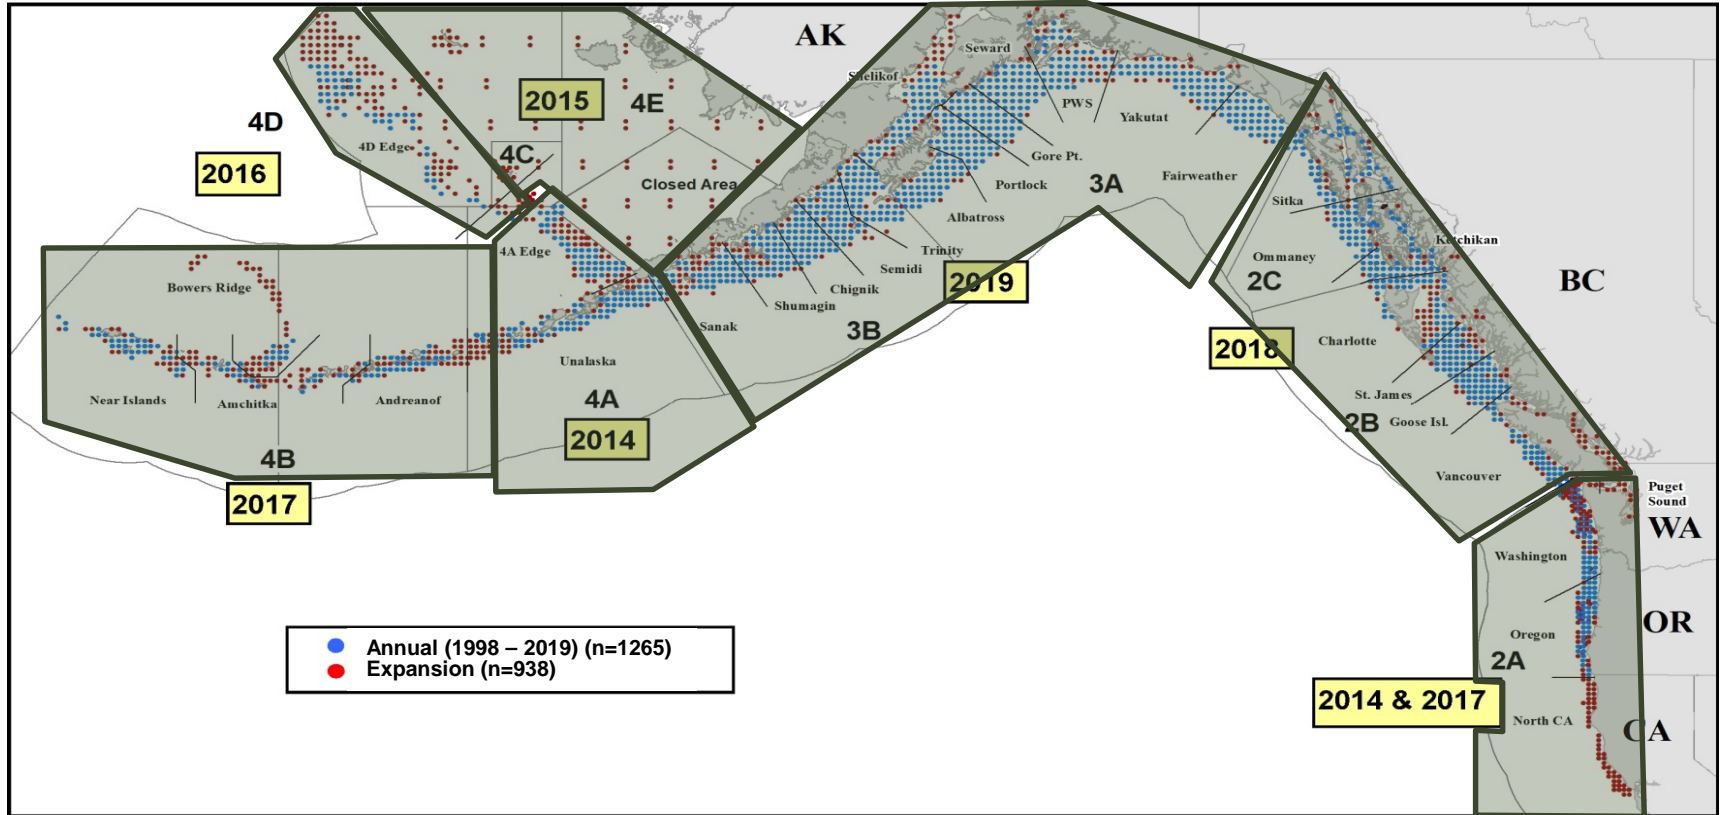 AK
Seward
Shelikof
2015
4E
4D
PWS
Yakutat
4D Edge
4C
2016
Gore Pt.
Closed Area
Portlock
3A
Fairweather
Sitka
Albatross
Ketchikan
4A Edge
Trinity
Ommaney
Semidi
2C
BC
2019
Bowers Ridge
Chignik
Shumagin
Sanak
3B
Charlotte
2018
Unalaska
St. James
Near Islands
Amchitka
Andreanof
4A
2B
Goose Isl.
2014
4B
Vancouver
2017
Puget
Sound
WA
Washington
Annual (1998 – 2019) (n=1265)
Expansion (n=938)
OR
Oregon
2A
2014 & 2017
North CA
CA